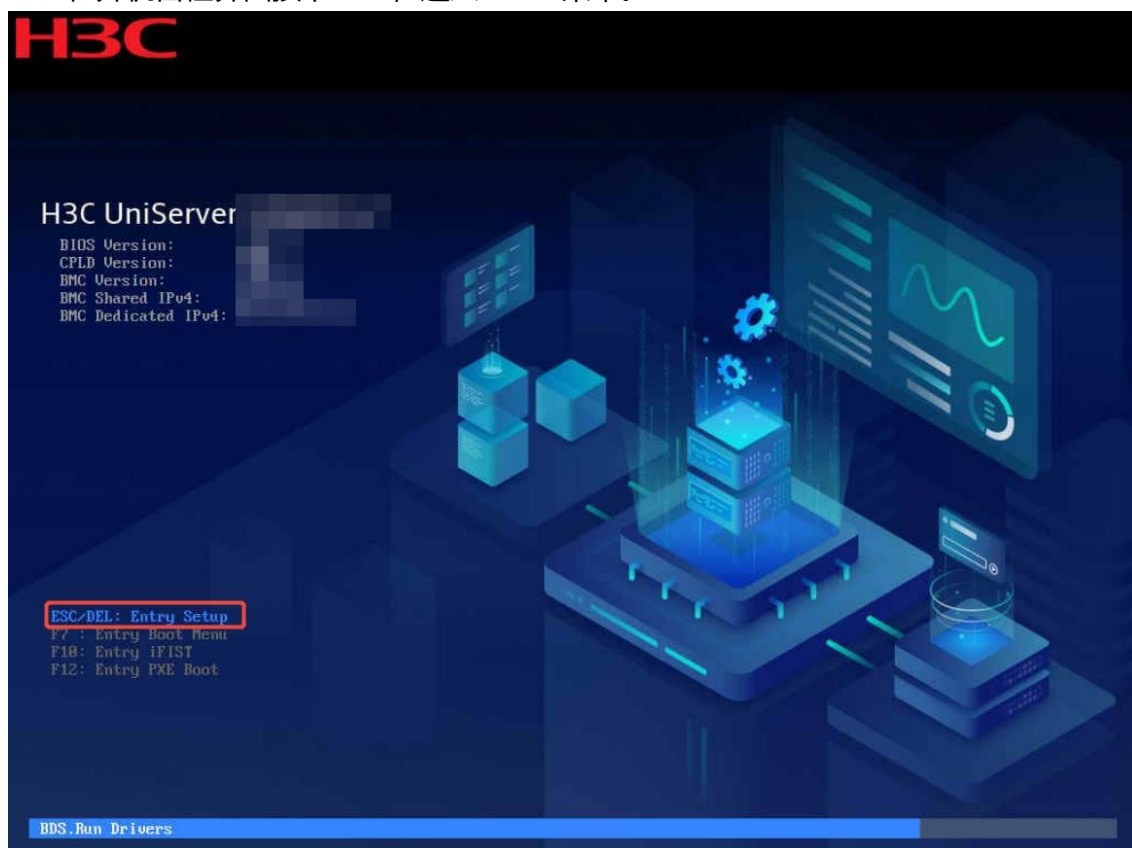 H3C
H3C UniServer
BIOS Version:
CPLD Version:
BMC Version:
BMC Shared IPv4:
BMC Dedicated IPv4:
ESC/DEL: Entry Setup
F7 : Entry Boot Menu
F10: Entry iFIST
F12: Entry PXE Boot
BDS.Run Drivers